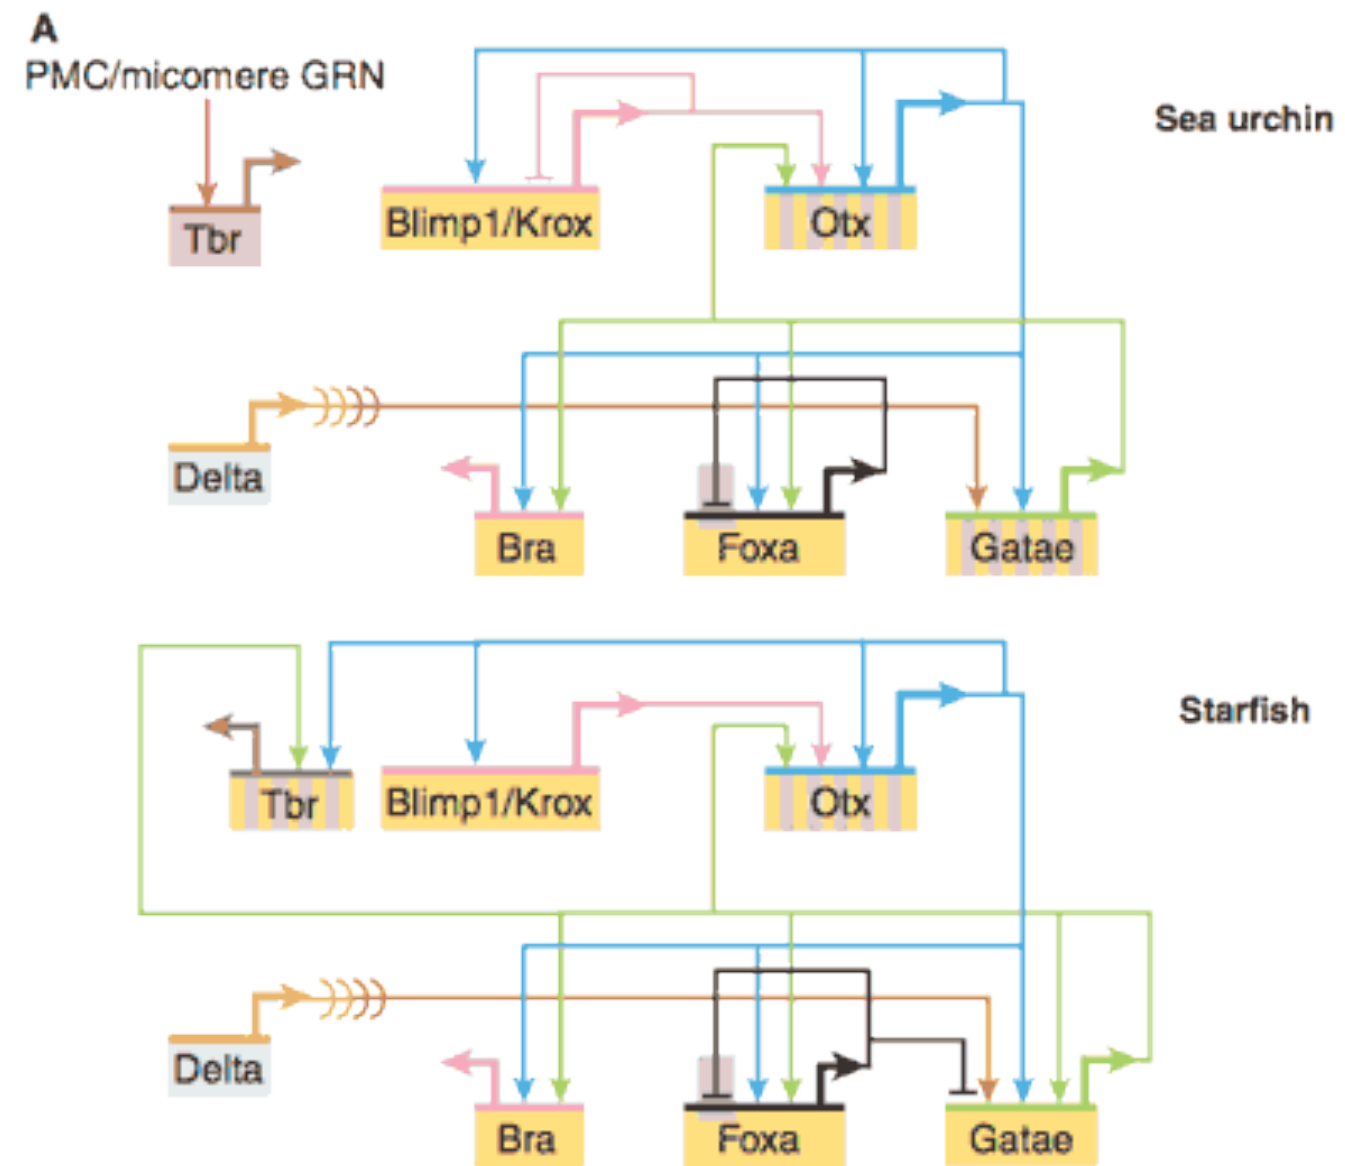 A
PMC/micomere GRN
Sea urchin
Tbr
Blimp1/Krox
Otx
Delta
Bra
Foxa
Gatae
Starfish
Tbr
Blimp1/Krox
Otx
Delta
Bra
Foxa
Gatae